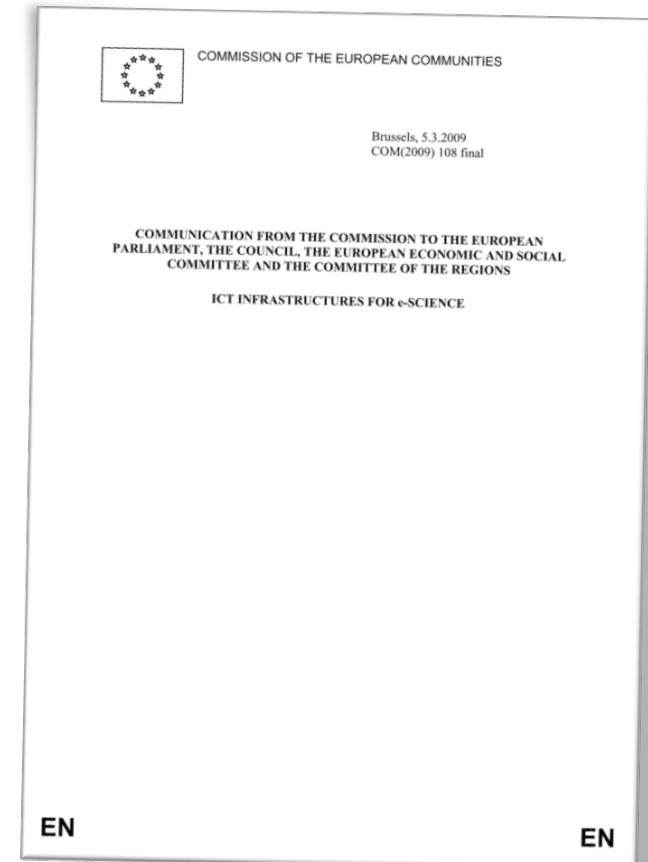 COMMISSION OF THE EUROPEAN COMMUNITIES
Brussels, 5.3.2009
COM(2009) 108 final
COMMUNICATION FROM THE COMMISSION TO THE EUROPEAN
PARLIAMENT, THE COUNCIL, THE EUROPEAN ECONOMIC AND SOCIAL
COMMITTEE AND THE COMMITTEE OF THE REGIONS
ICT INFRASTRUCTURES FOR e-SCIENCE
EN
EN